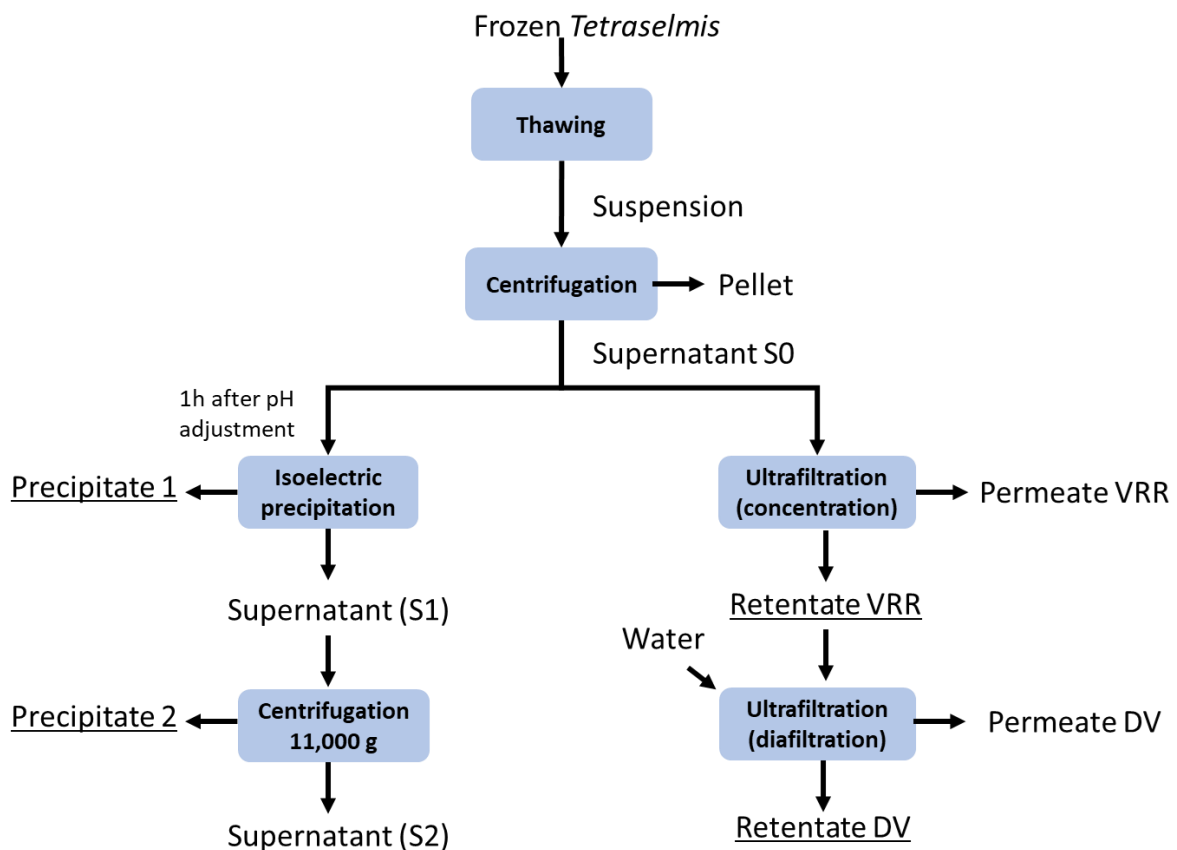 Frozen Tetraselmis
Thawing
Suspension
Centrifugation
Pellet
Supernatant S0
1h after pH
adjustment
Precipitate 1
Isoelectric
precipitation
Ultrafiltration
(concentration)
Permeate VRR
Supernatant (S1)
Retentate VRR
Water
Precipitate 2
Centrifugation
11,000 g
Ultrafiltration
(diafiltration)
Permeate DV
Supernatant (S2)
Retentate DV